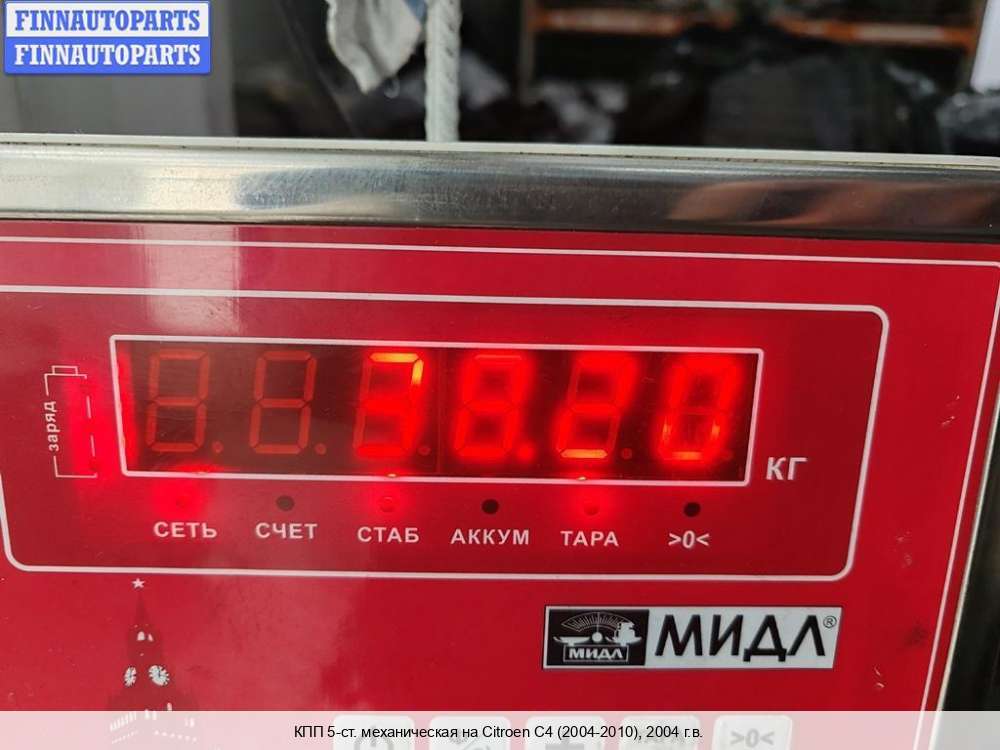 FINNAUTOPARTS
FINNAUTOPARTS
заряд
38.20
КГ
СЕТЬ СЧЕТ СТАБ АККУМ ТАРА >0<
МИДЛ МИДЛ®
>0<
КПП 5-ст. механическая на Citroen C4 (2004-2010), 2004 г.в.